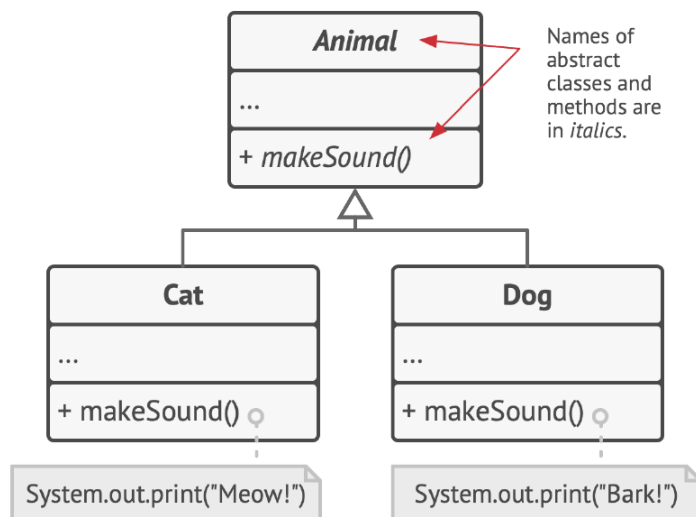 Animal
Names of
abstract
classes and
methods are
in italics.
...
+ makeSound()
Cat
...
+ makeSound()
System.out.print("Meow!")
Dog
...
+ makeSound()
System.out.print("Bark!")